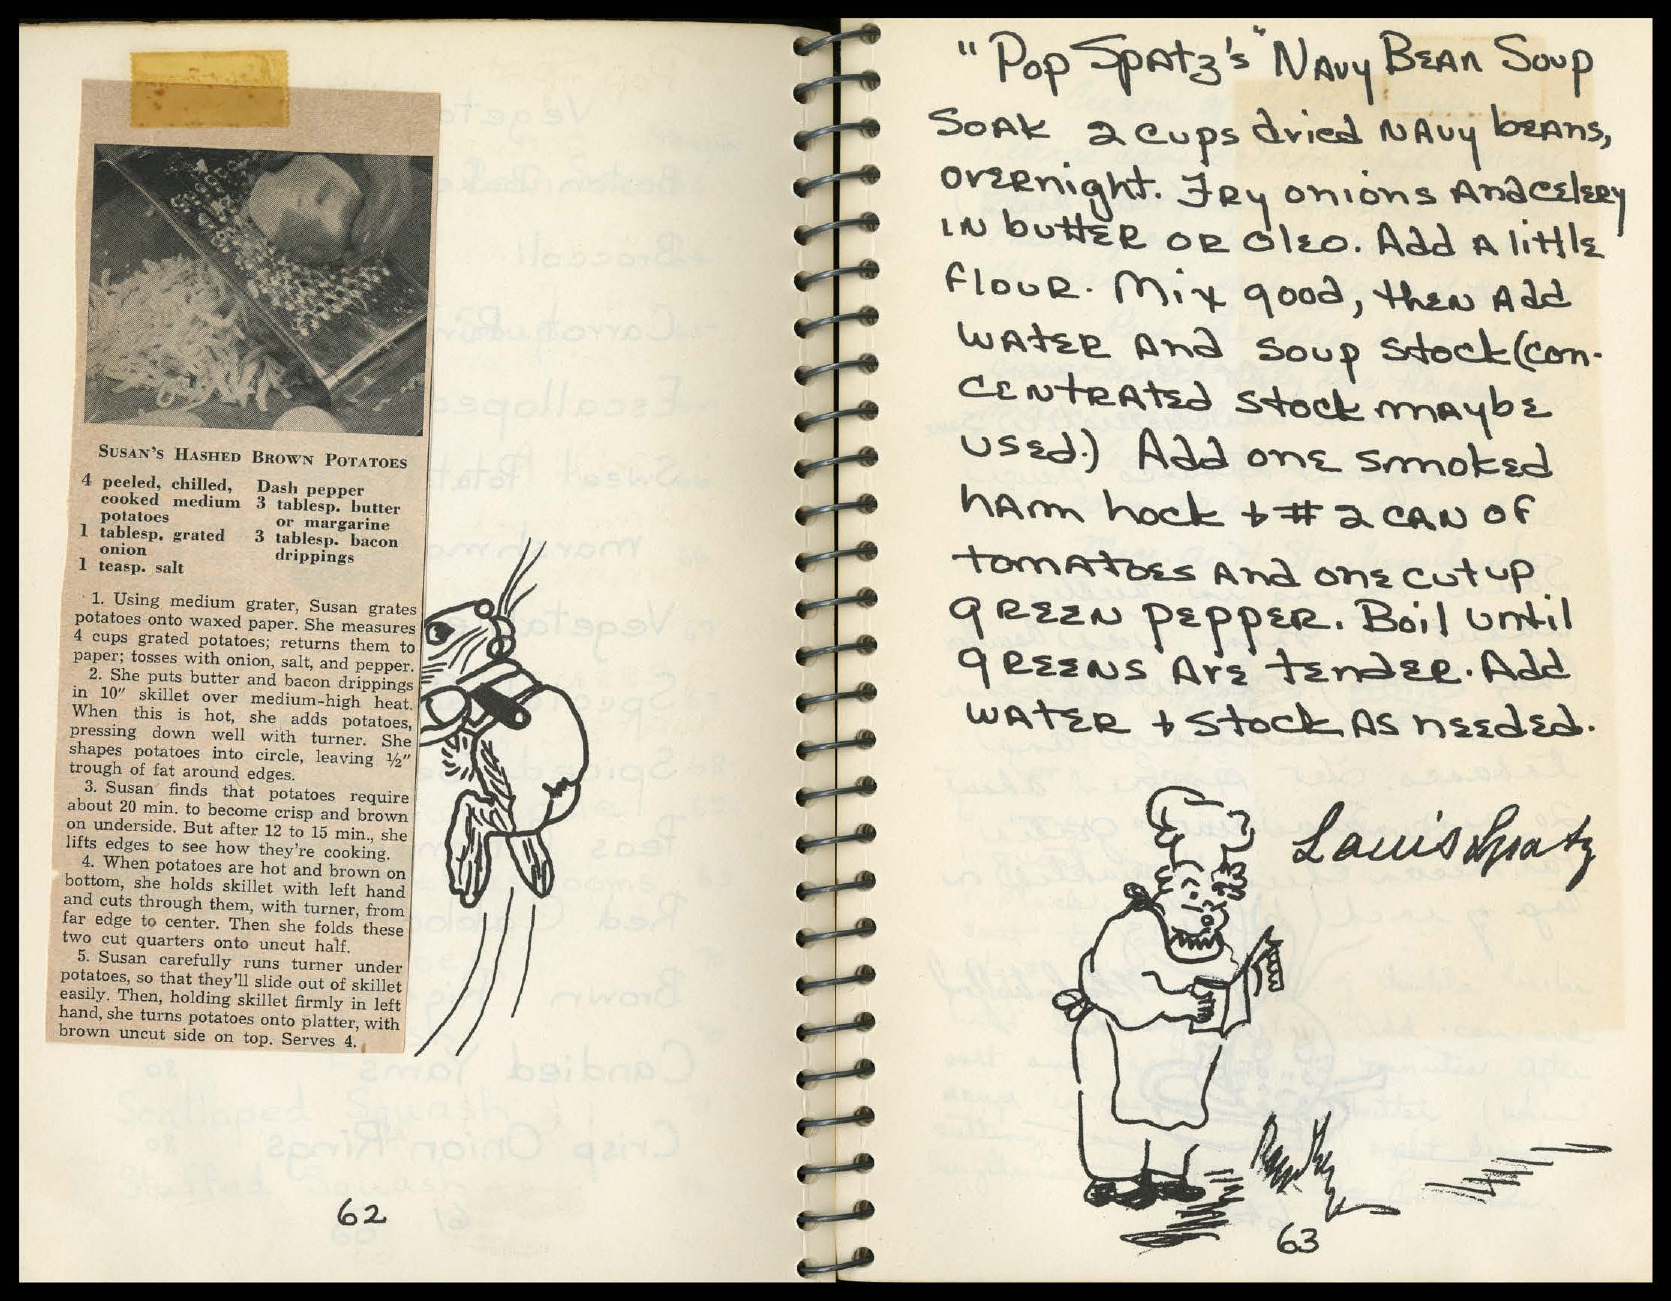 SUSAN'S HASHED BROWN POTATOES
4 peeled, chilled,
cooked medium
potatoes
1 tablesp. grated
onion
1 teasp. salt
Dash pepper
3 tablesp. butter
or margarine
3 tablesp. bacon
drippings
1. Using medium grater, Susan grates
potatoes onto waxed paper. She measures
4 cups grated potatoes; returns them to
paper; tosses with onion, salt, and pepper.
2. She puts butter and bacon drippings
in 10" skillet over medium-high heat.
When this is hot, she adds potatoes,
pressing down well with turner. She
shapes potatoes into circle, leaving ½"
trough of fat around edges.
3. Susan finds that potatoes require
about 20 min. to become crisp and brown
on underside. But after 12 to 15 min., she
lifts edges to see how they're cooking.
4. When potatoes are hot and brown on
bottom, she holds skillet with left hand
and cuts through them, with turner, from
far edge to center. Then she folds these
two cut quarters onto uncut half.
5. Susan carefully runs turner under
potatoes, so that they'll slide out of skillet
easily. Then, holding skillet firmly in left
hand, she turns potatoes onto platter, with
brown uncut side on top. Serves 4.
62
"Pop Spatz's" Navy Bean Soup
Soak 2 cups dried navy beans,
overnight. Fry onions and celery
in butter or oleo. Add a little
flour. Mix good, then add
water and soup stock (con-
centrated stock maybe
used.) Add one smoked
ham hock + # 2 can of
tomatoes and one cut up
green pepper. Boil until
greens are tender. Add
water + stock as needed.
Louis Spatz
63